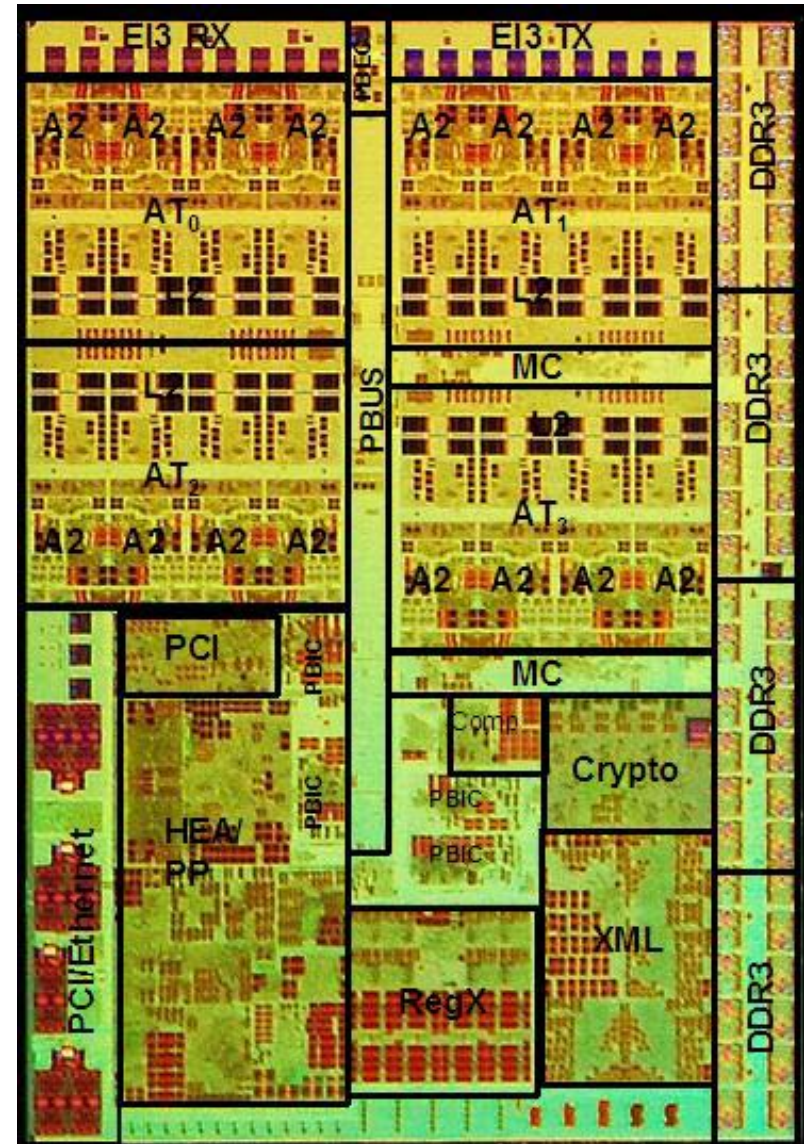 EI3 RX
PBEC
EI3 TX
DDR3
A2 A2 A2 A2
A2 A2 A2 A2
AT0
AT1
L2
L2
MC
DDR3
PBUS
L2
L2
AT2
AT3
A2 A2 A2 A2
A2 A2 A2 A2
PCI
PBIC
MC
DDR3
Comp
Crypto
PBIC
PBIC
HEA/
PP
PBIC
PCI/Ethernet
XML
RegX
DDR3